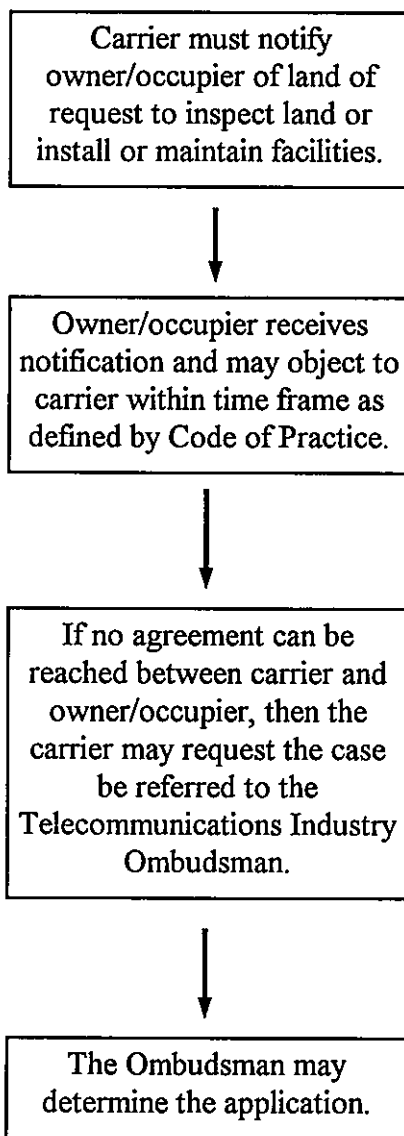 Carrier must notify
owner/occupier of land of
request to inspect land or
install or maintain facilities.
Owner/occupier receives
notification and may object to
carrier within time frame as
defined by Code of Practice.
If no agreement can be
reached between carrier and
owner/occupier, then the
carrier may request the case
be referred to the
Telecommunications Industry
Ombudsman.
The Ombudsman may
determine the application.